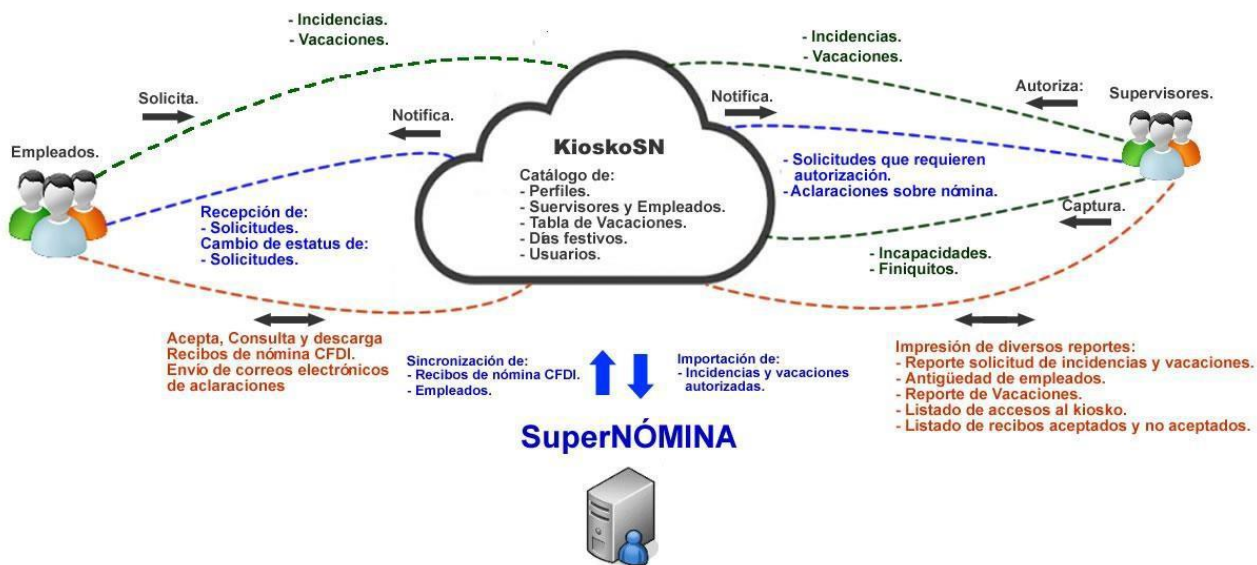 - Incidencias.
- Vacaciones.
Solicita.
Notifica.
Empleados.
Recepción de:
- Solicitudes.
Cambio de estatus de:
- Solicitudes.
Acepta, Consulta y descarga
Recibos de nómina CFDI.
Envío de correos electrónicos
de aclaraciones
KioskoSN
Catálogo de:
- Perfiles.
- Suervisores y Empleados.
- Tabla de Vacaciones.
- Días festivos.
- Usuarios.
- Incidencias.
- Vacaciones.
Notifica.
Autoriza:
Supervisores.
- Solicitudes que requieren
autorización.
- Aclaraciones sobre nómina.
Captura.
- Incapacidades.
- Finiquitos.
Impresión de diversos reportes:
- Reporte solicitud de incidencias y vacaciones.
- Antigüedad de empleados.
- Reporte de Vacaciones.
- Listado de accesos al kiosko.
- Listado de recibos aceptados y no aceptados.
Sincronización de:
- Recibos de nómina CFDI.
- Empleados.
Importación de:
- Incidencias y vacaciones
autorizadas.
SuperNÓMINA